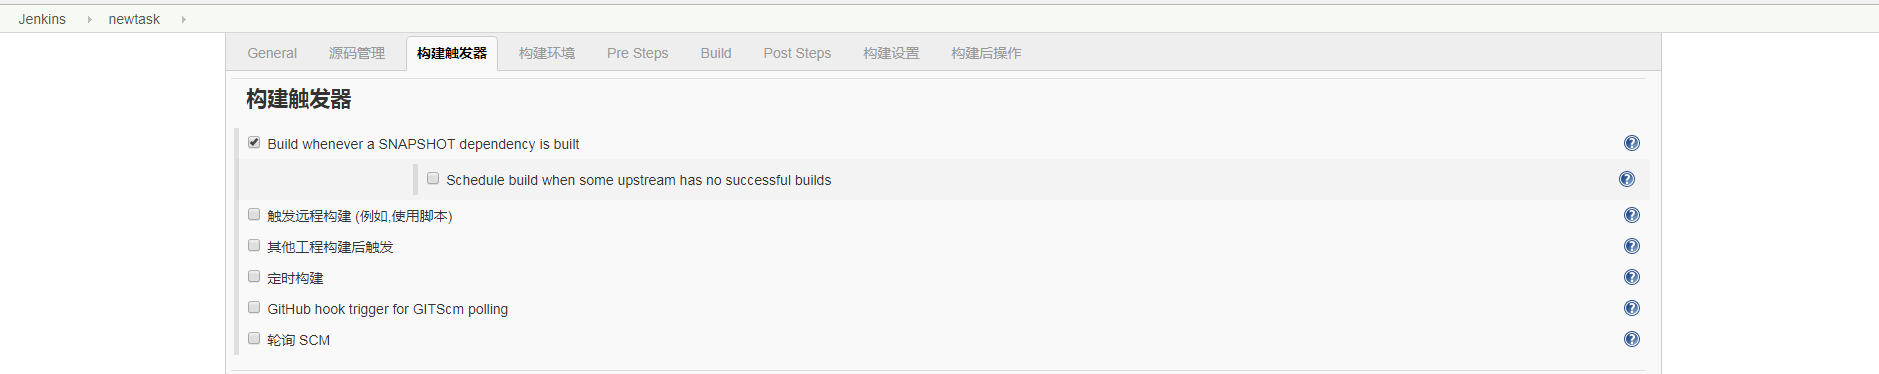 Jenkins newtask
General 源码管理 构建触发器 构建环境 Pre Steps Build Post Steps 构建设置 构建后操作
构建触发器
Build whenever a SNAPSHOT dependency is built
Schedule build when some upstream has no successful builds
触发远程构建 (例如,使用脚本)
其他工程构建后触发
定时构建
GitHub hook trigger for GITScm polling
轮询 SCM